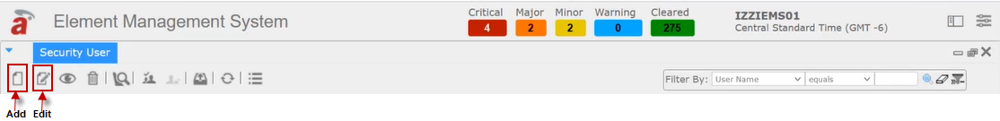 Element Management System
Critical Major Minor Warning Cleared
4 2 2 0 275
IZZIEMS01
Central Standard Time (GMT -6)
Security User
Filter By: User Name equals
Add Edit